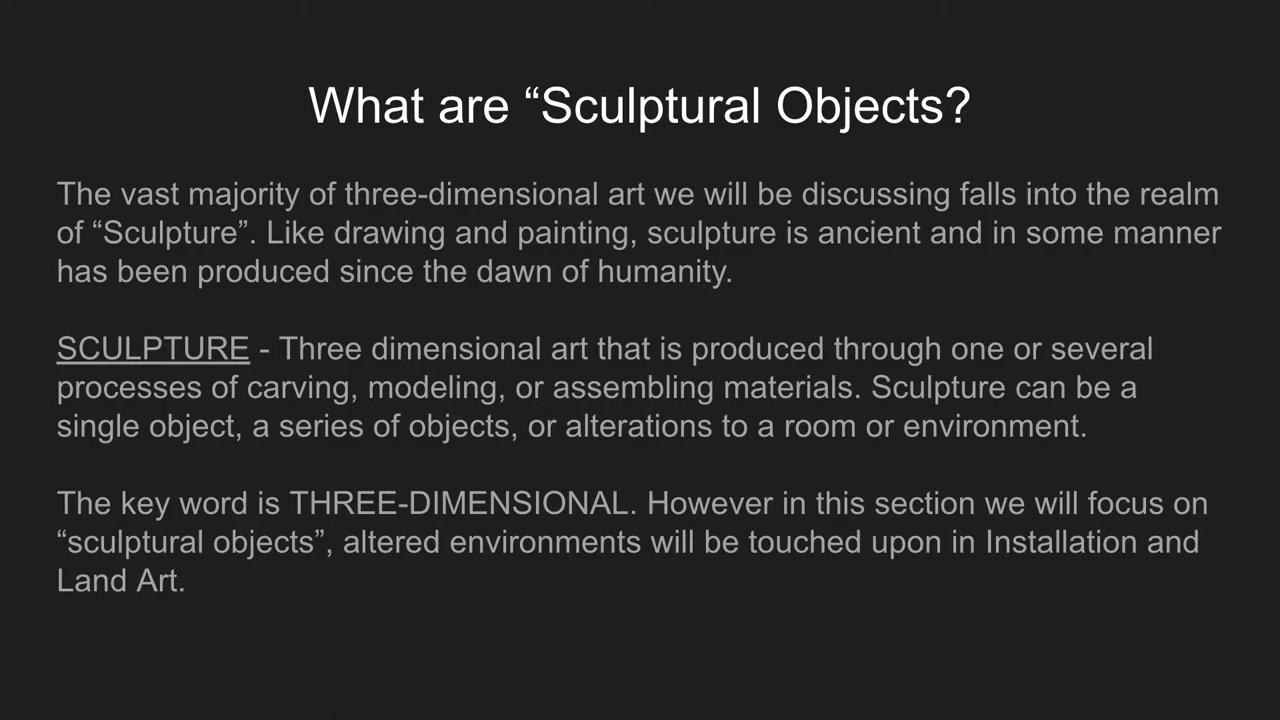 What are “Sculptural Objects?
The vast majority of three-dimensional art we will be discussing falls into the realm
of “Sculpture”. Like drawing and painting, sculpture is ancient and in some manner
has been produced since the dawn of humanity.
SCULPTURE - Three dimensional art that is produced through one or several
processes of carving, modeling, or assembling materials. Sculpture can be a
single object, a series of objects, or alterations to a room or environment.
The key word is THREE-DIMENSIONAL. However in this section we will focus on
“sculptural objects”, altered environments will be touched upon in Installation and
Land Art.